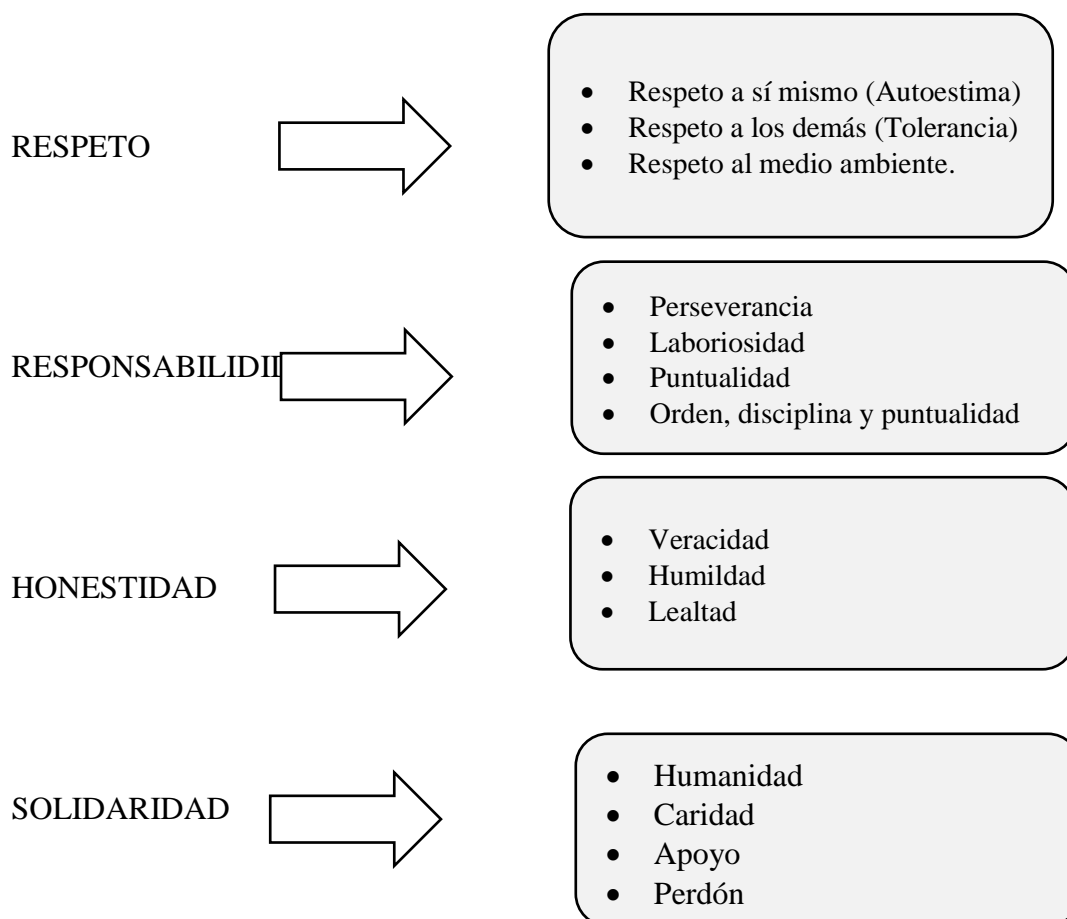 RESPETO
• Respeto a sí mismo (Autoestima)
• Respeto a los demás (Tolerancia)
• Respeto al medio ambiente.
RESPONSABILIDII
• Perseverancia
• Laboriosidad
• Puntualidad
• Orden, disciplina y puntualidad
HONESTIDAD
• Veracidad
• Humildad
• Lealtad
SOLIDARIDAD
• Humanidad
• Caridad
• Apoyo
• Perdón